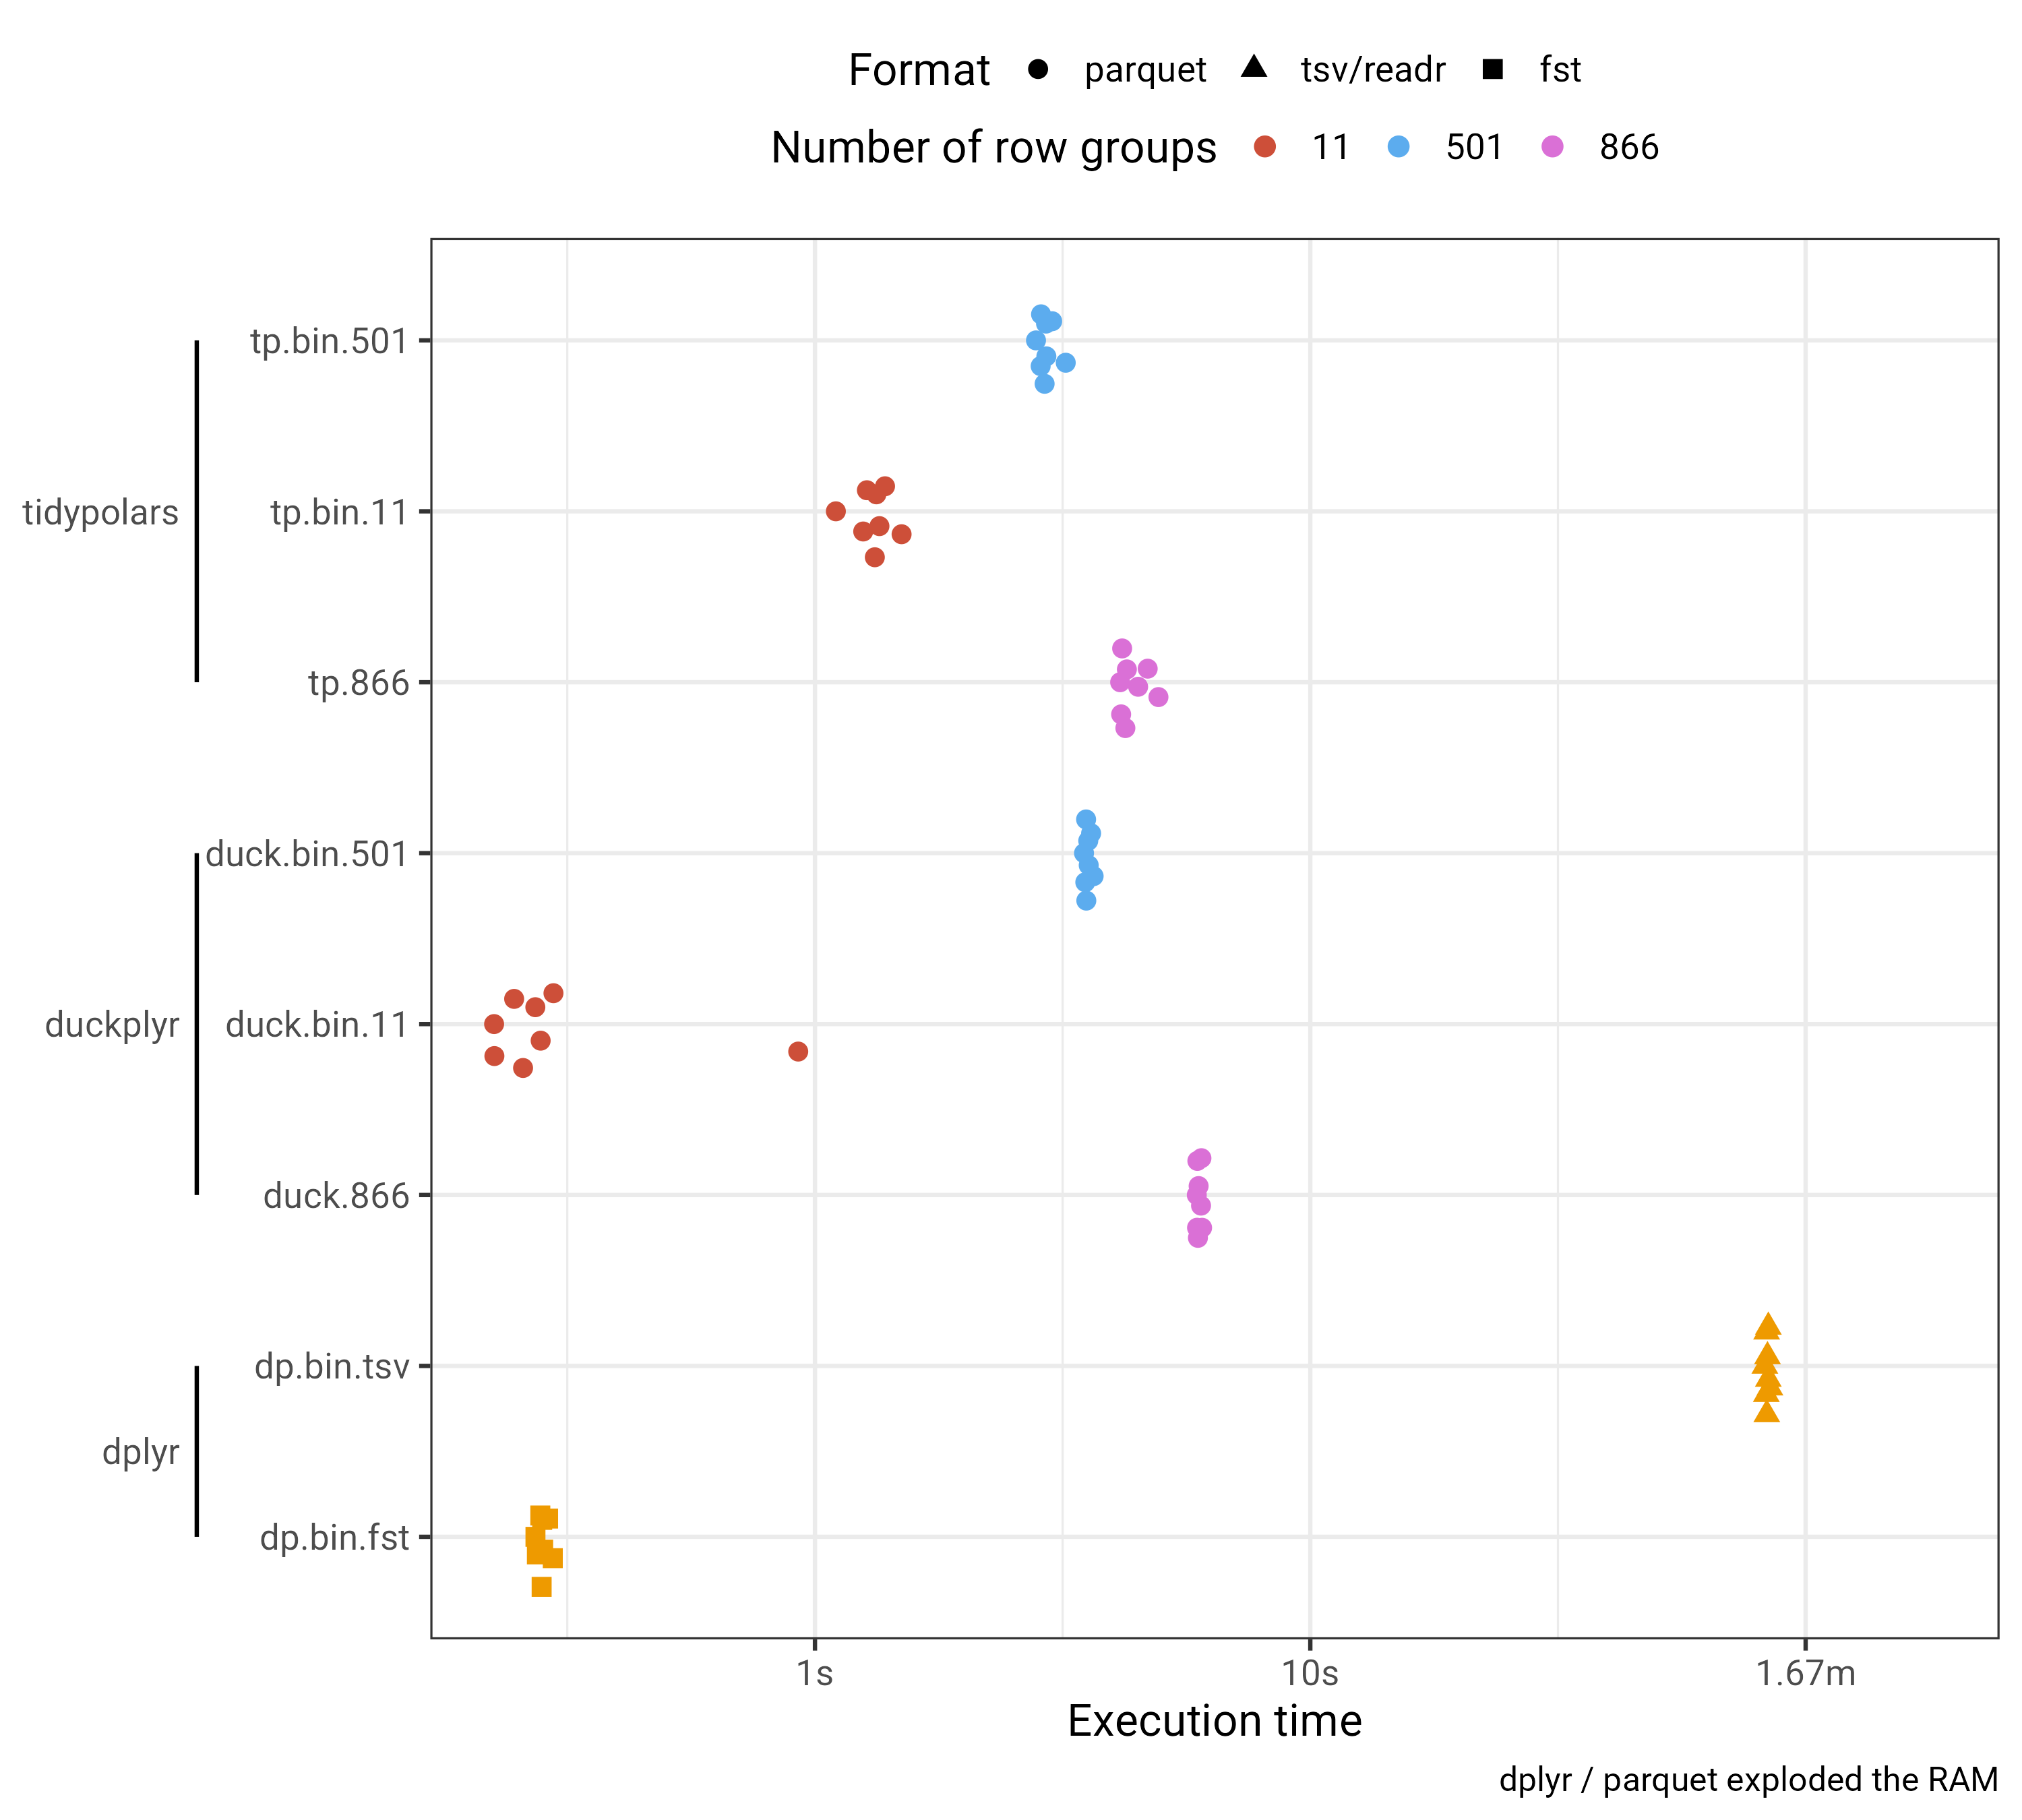 Format parquet tsv/readr fst
Number of row groups 11 501 866
tp.bin.501
tidypolars tp.bin.11
tp.866
duck.bin.501
duckplyr duck.bin.11
duck.866
dp.bin.tsv
dplyr
dp.bin.fst
1s 10s 1.67m
Execution time
dplyr / parquet exploded the RAM